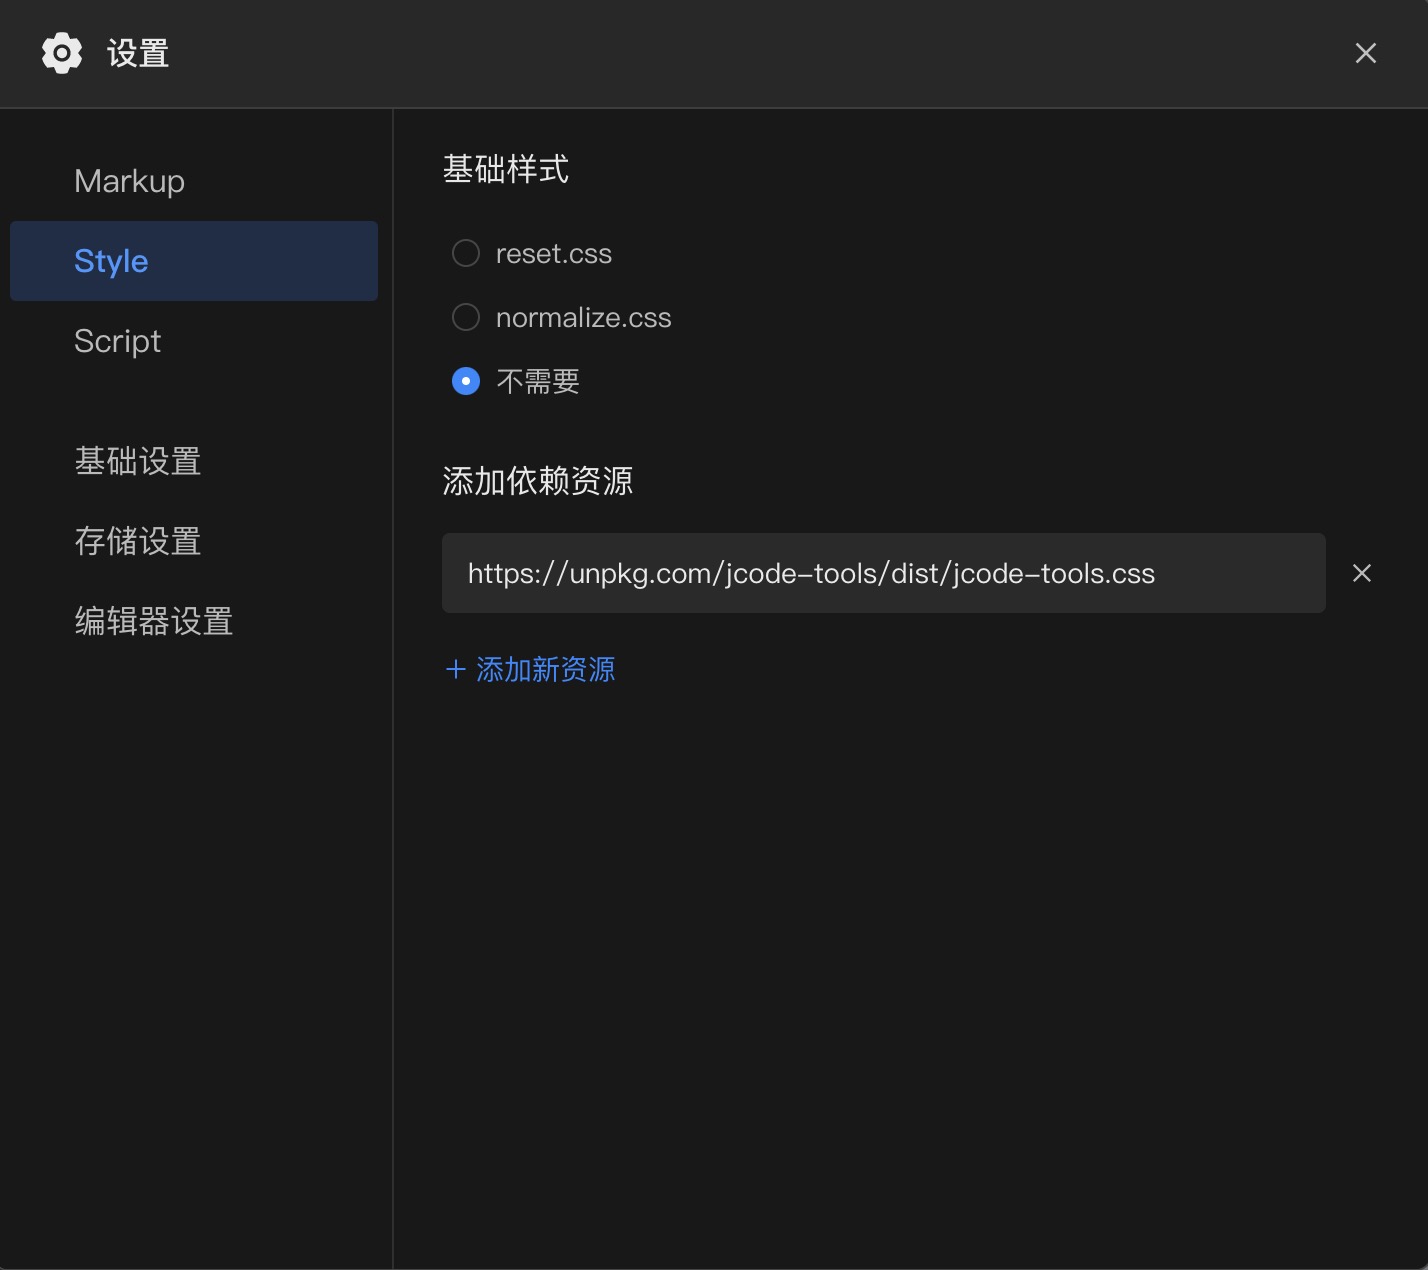 设置
Markup
Style
Script
基础设置
存储设置
编辑器设置
基础样式
reset.css
normalize.css
不需要
添加依赖资源
https://unpkg.com/jcode-tools/dist/jcode-tools.css
+ 添加新资源